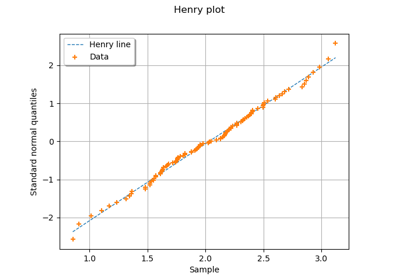 Henry plot
Henry line
Data
Standard normal quantiles
2
1
0
−1
−2
1.0 1.5 2.0 2.5 3.0
Sample